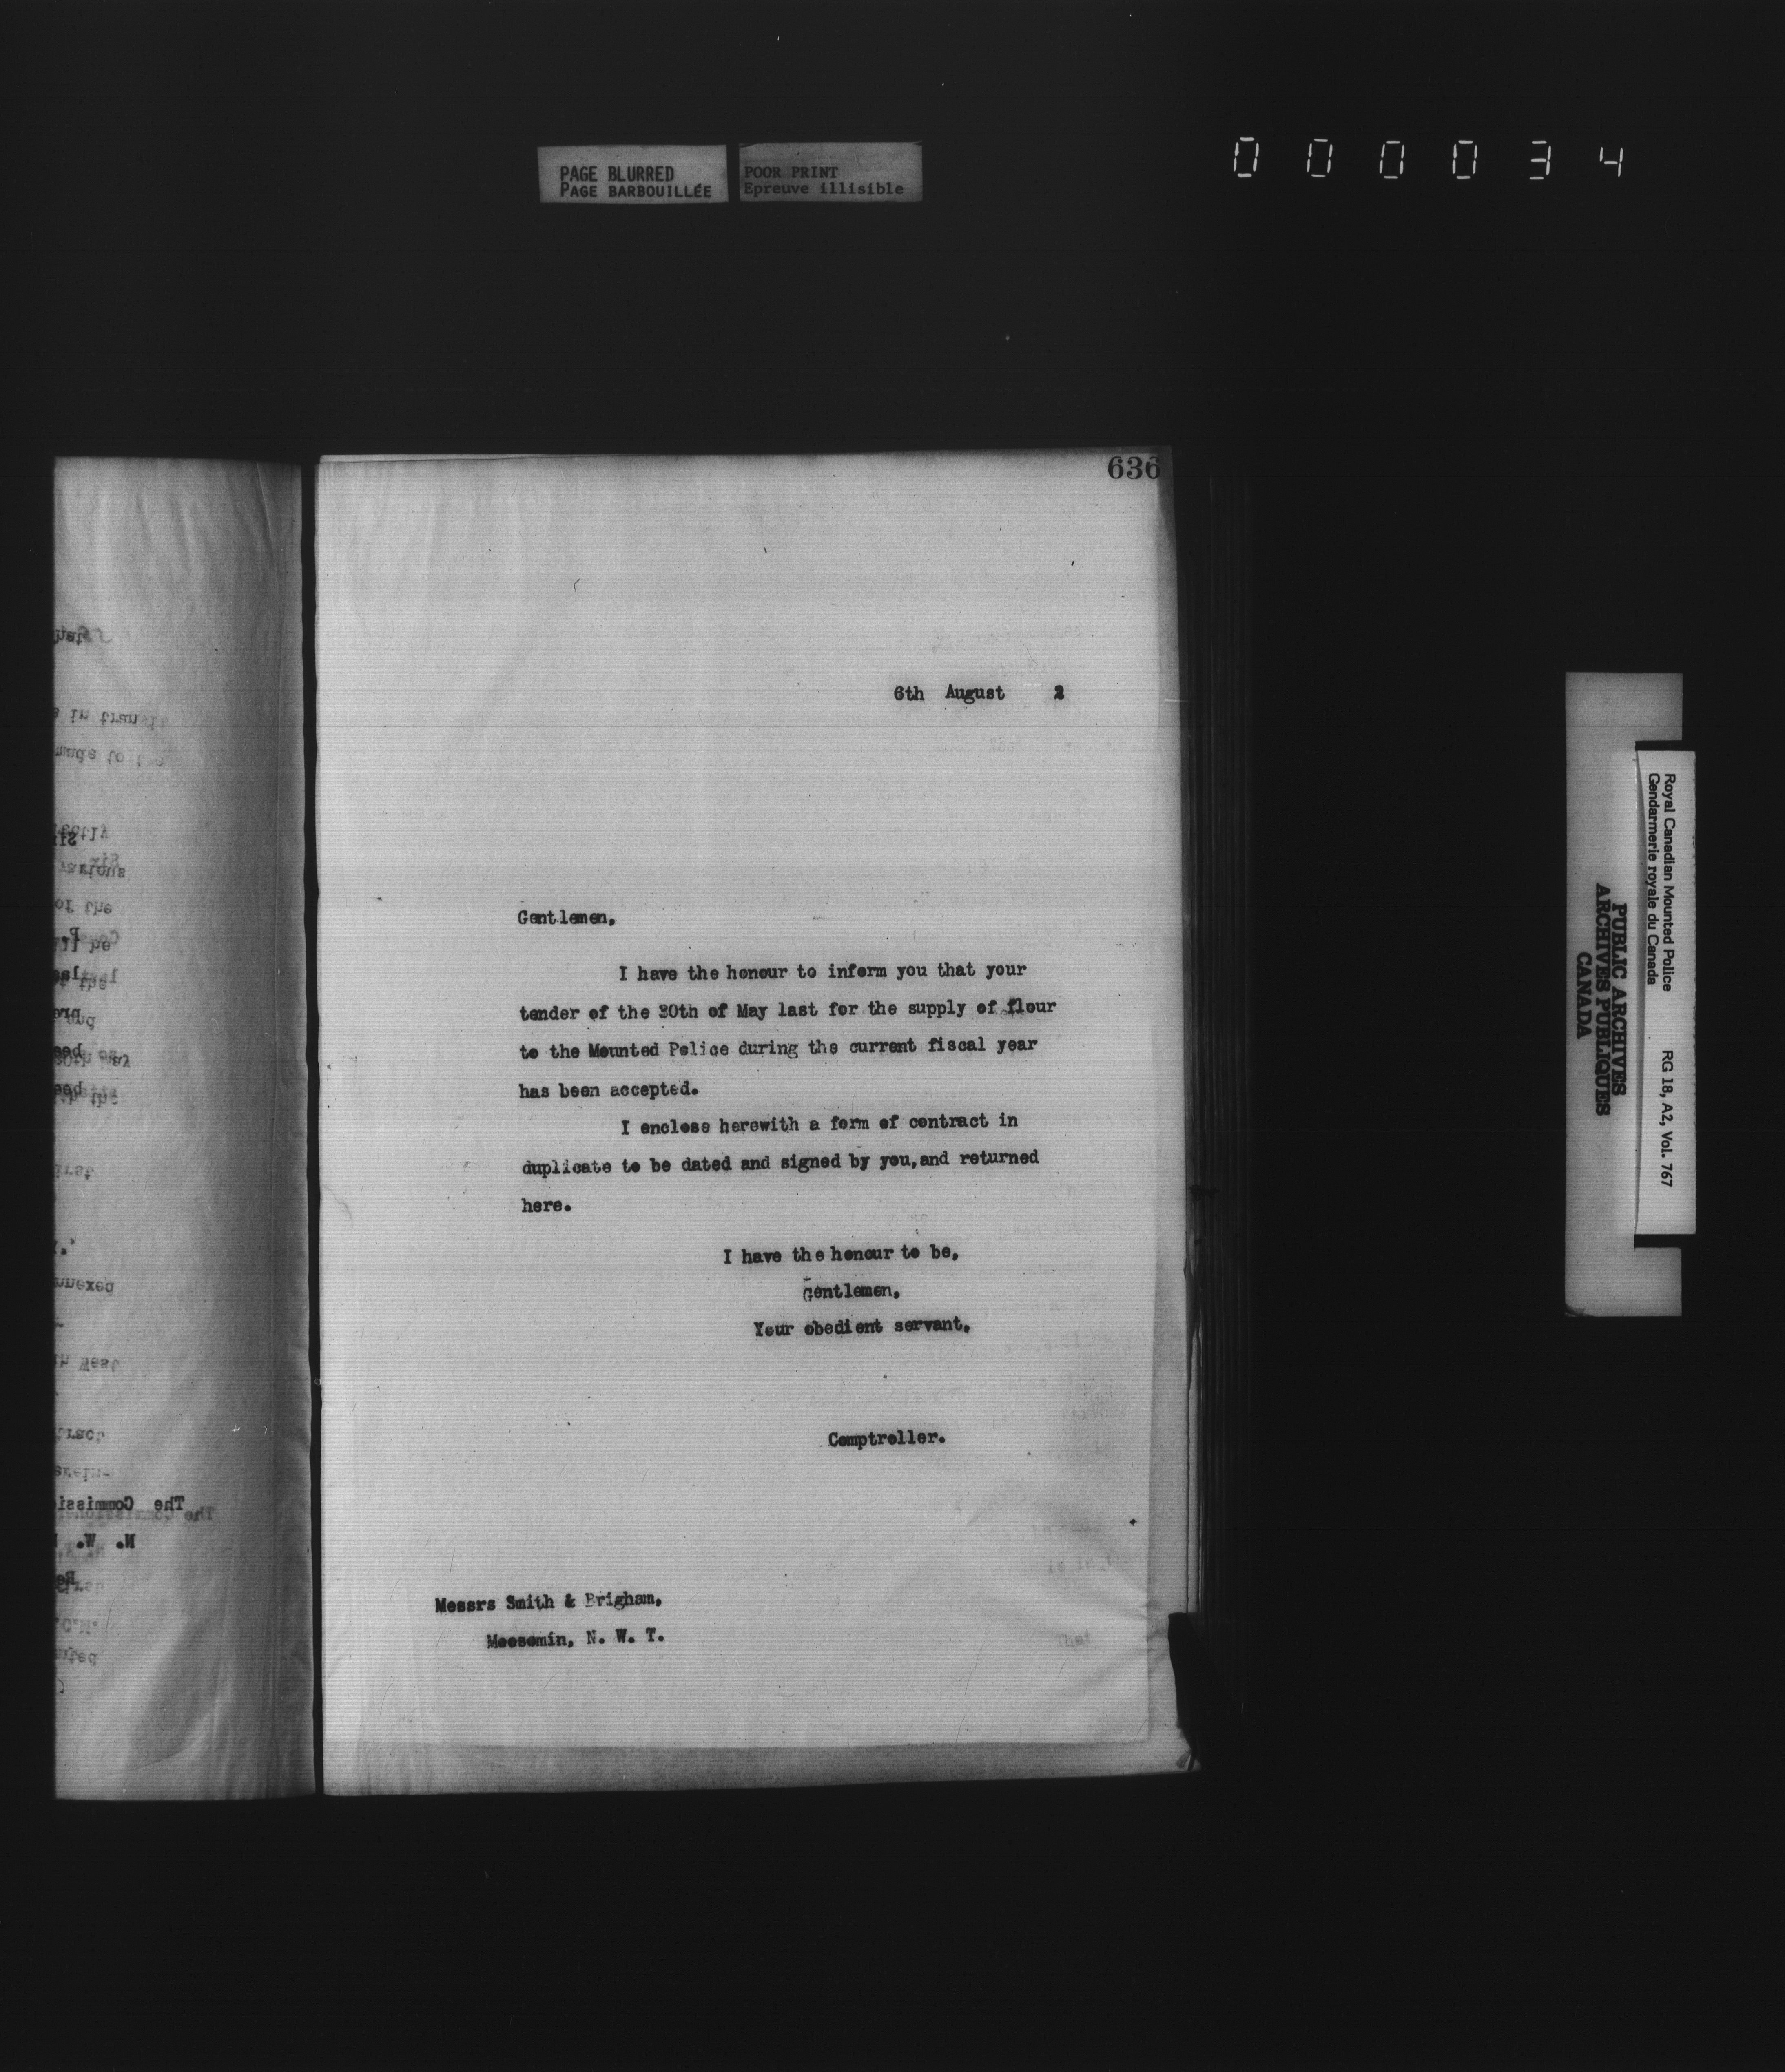 PAGE BLURRED
PAGE BARBOUILLÉE
POOR PRINT
Epreuve illisible
000034
636
6th August 2
Gentlemen,
I have the honour to inform you that your
tender of the 30th of May last for the supply of flour
to the Mounted Police during the current fiscal year
has been accepted.
I enclose herewith a form of contract in
duplicate to be dated and signed by you,and returned
here.
I have the honour to be,
Gentlemen,
Your obedient servant,
Comptroller.
Messrs Smith & Brigham,
Moosomin, N. W. T.
Royal Canadian Mounted Police
Gendarmerie royale du Canada
RG 18, A2, Vol. 767
PUBLIC ARCHIVES
ARCHIVES PUBLIQUES
CANADA